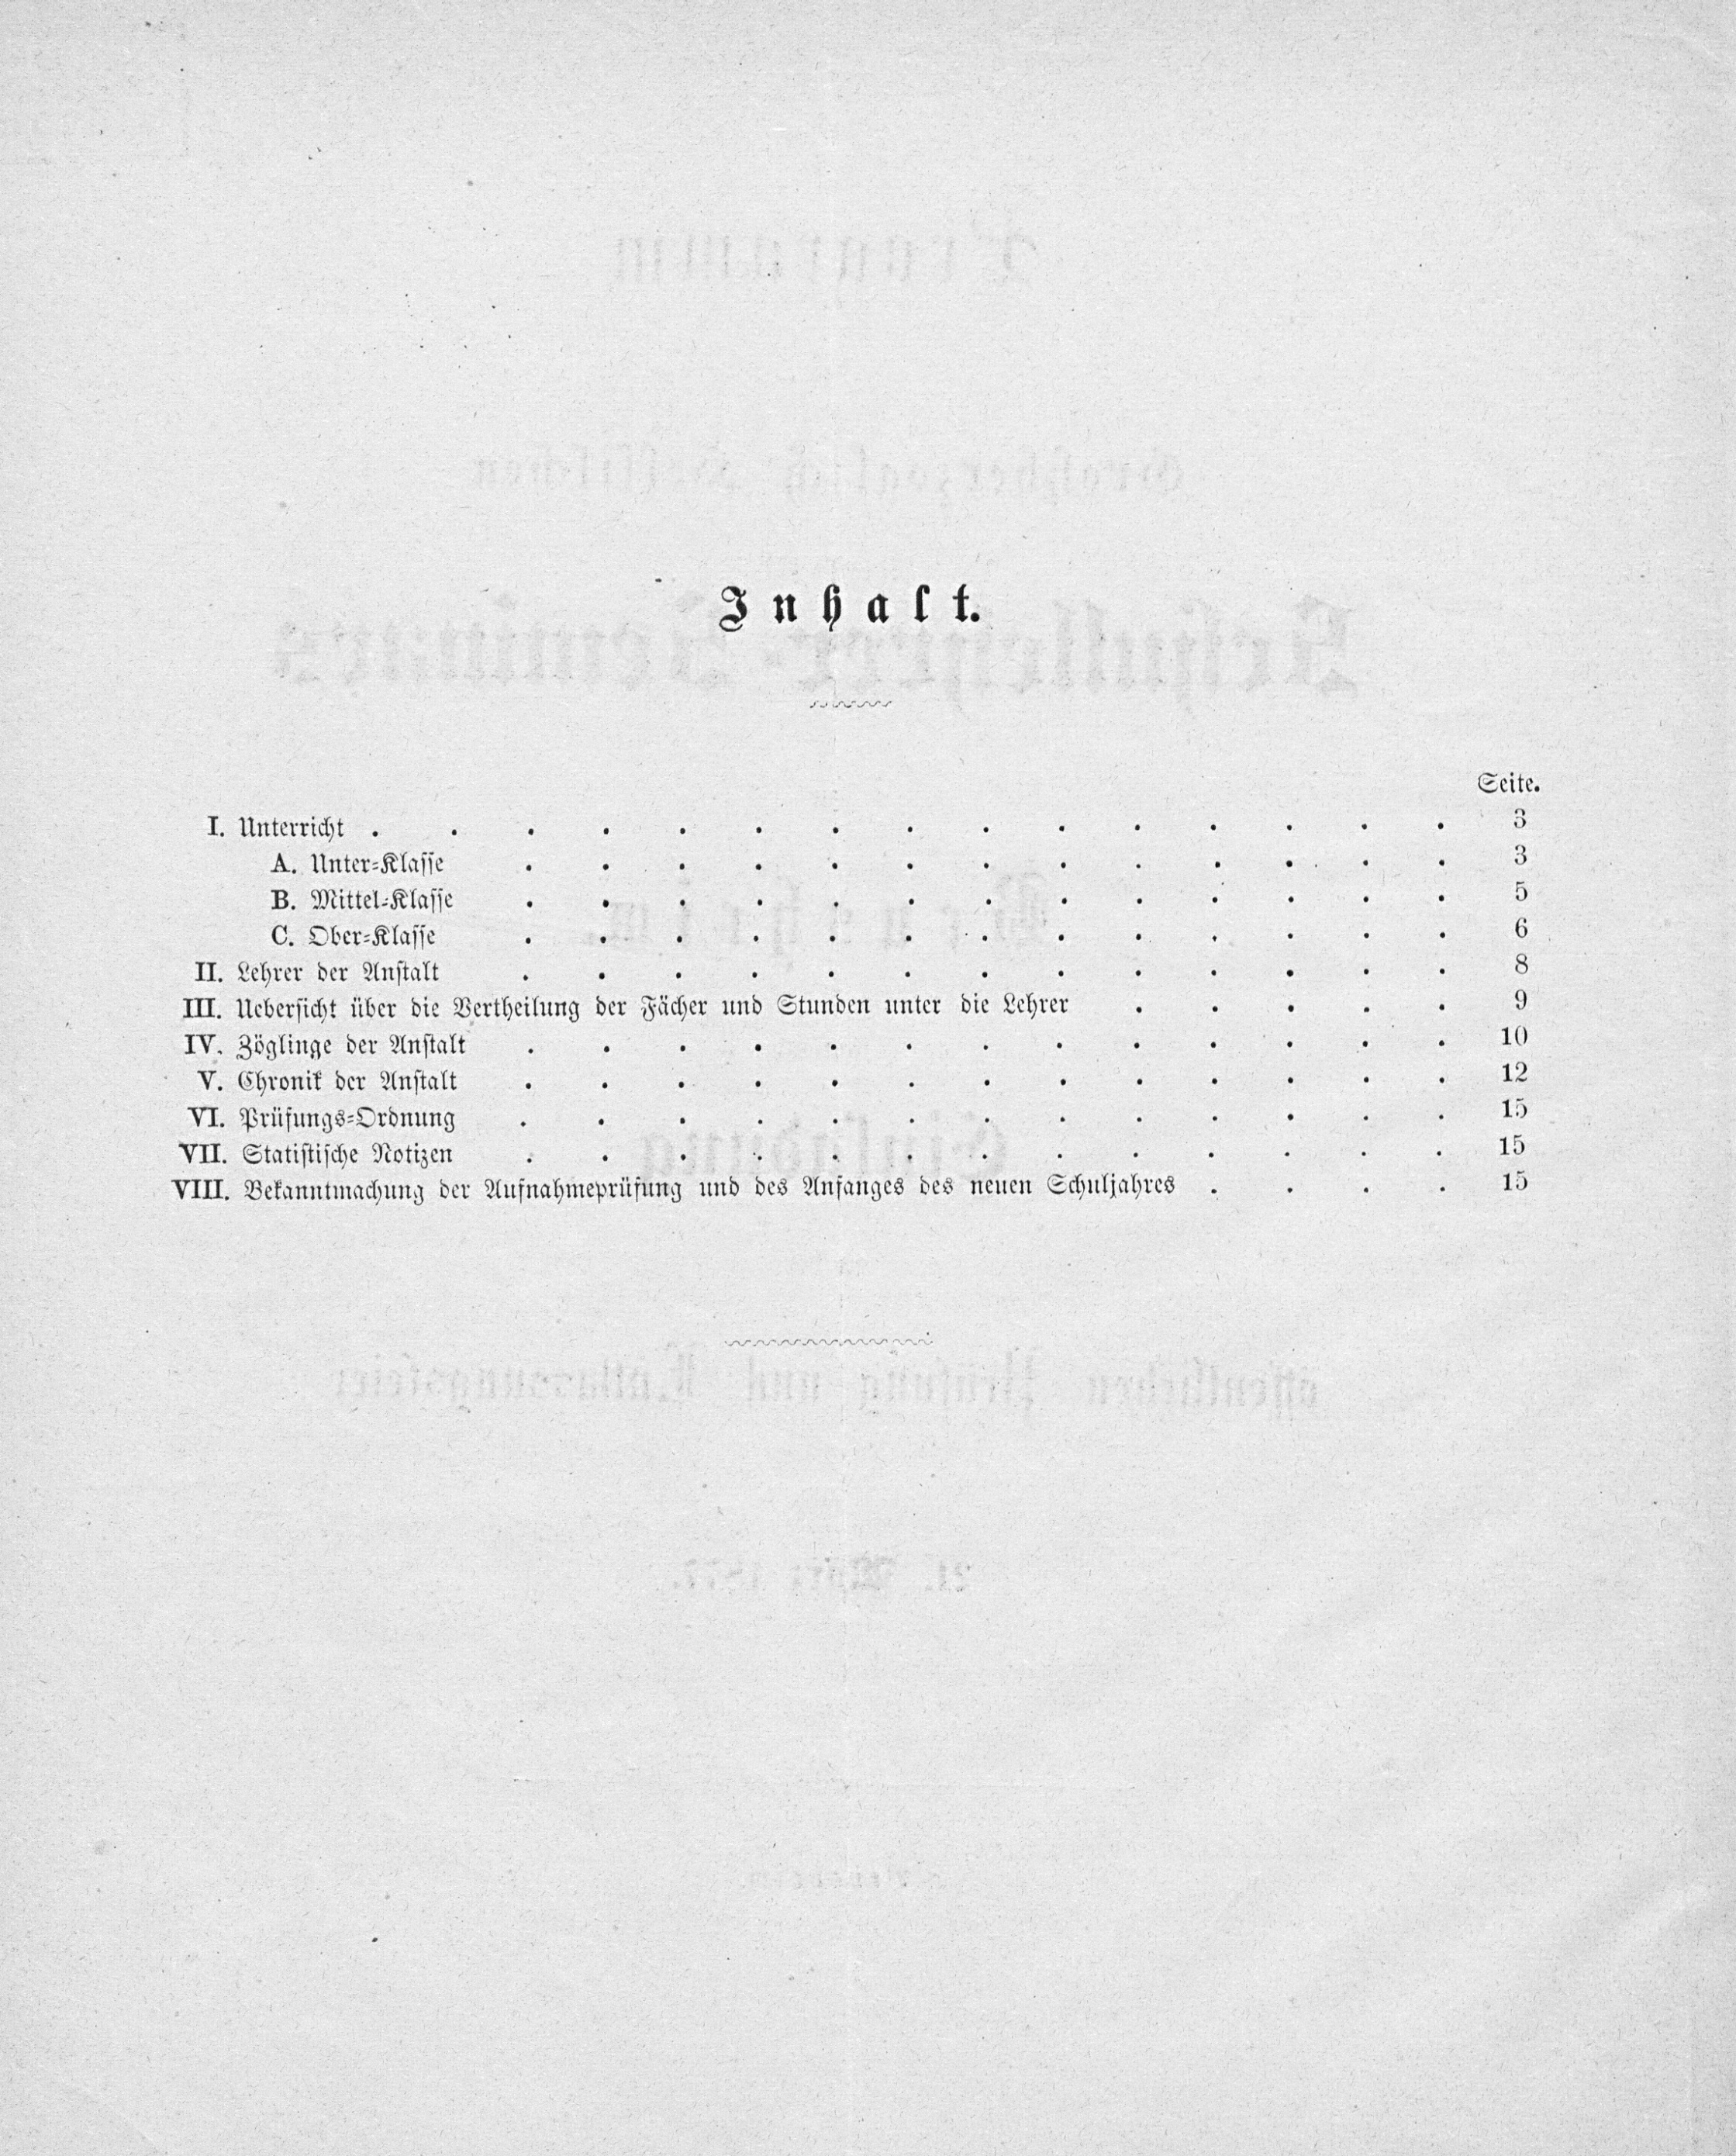 Inhalt.
Seite.
I. Unterricht . . . . . . . . . . . . . . . 3
A. Unter-Klasse . . . . . . . . . . . . . 3
B. Mittel-Klasse . . . . . . . . . . . . . 5
C. Ober-Klasse . . . . . . . . . . . . . 6
II. Lehrer der Anstalt . . . . . . . . . . . . . 8
III. Uebersicht über die Vertheilung der Fächer und Stunden unter die Lehrer . . . . . 9
IV. Zöglinge der Anstalt . . . . . . . . . . . . . 10
V. Chronik der Anstalt . . . . . . . . . . . . . 12
VI. Prüfungs-Ordnung . . . . . . . . . . . . . 15
VII. Statistische Notizen . . . . . . . . . . . . . 15
VIII. Bekanntmachung der Aufnahmeprüfung und des Anfanges des neuen Schuljahres . . . . 15